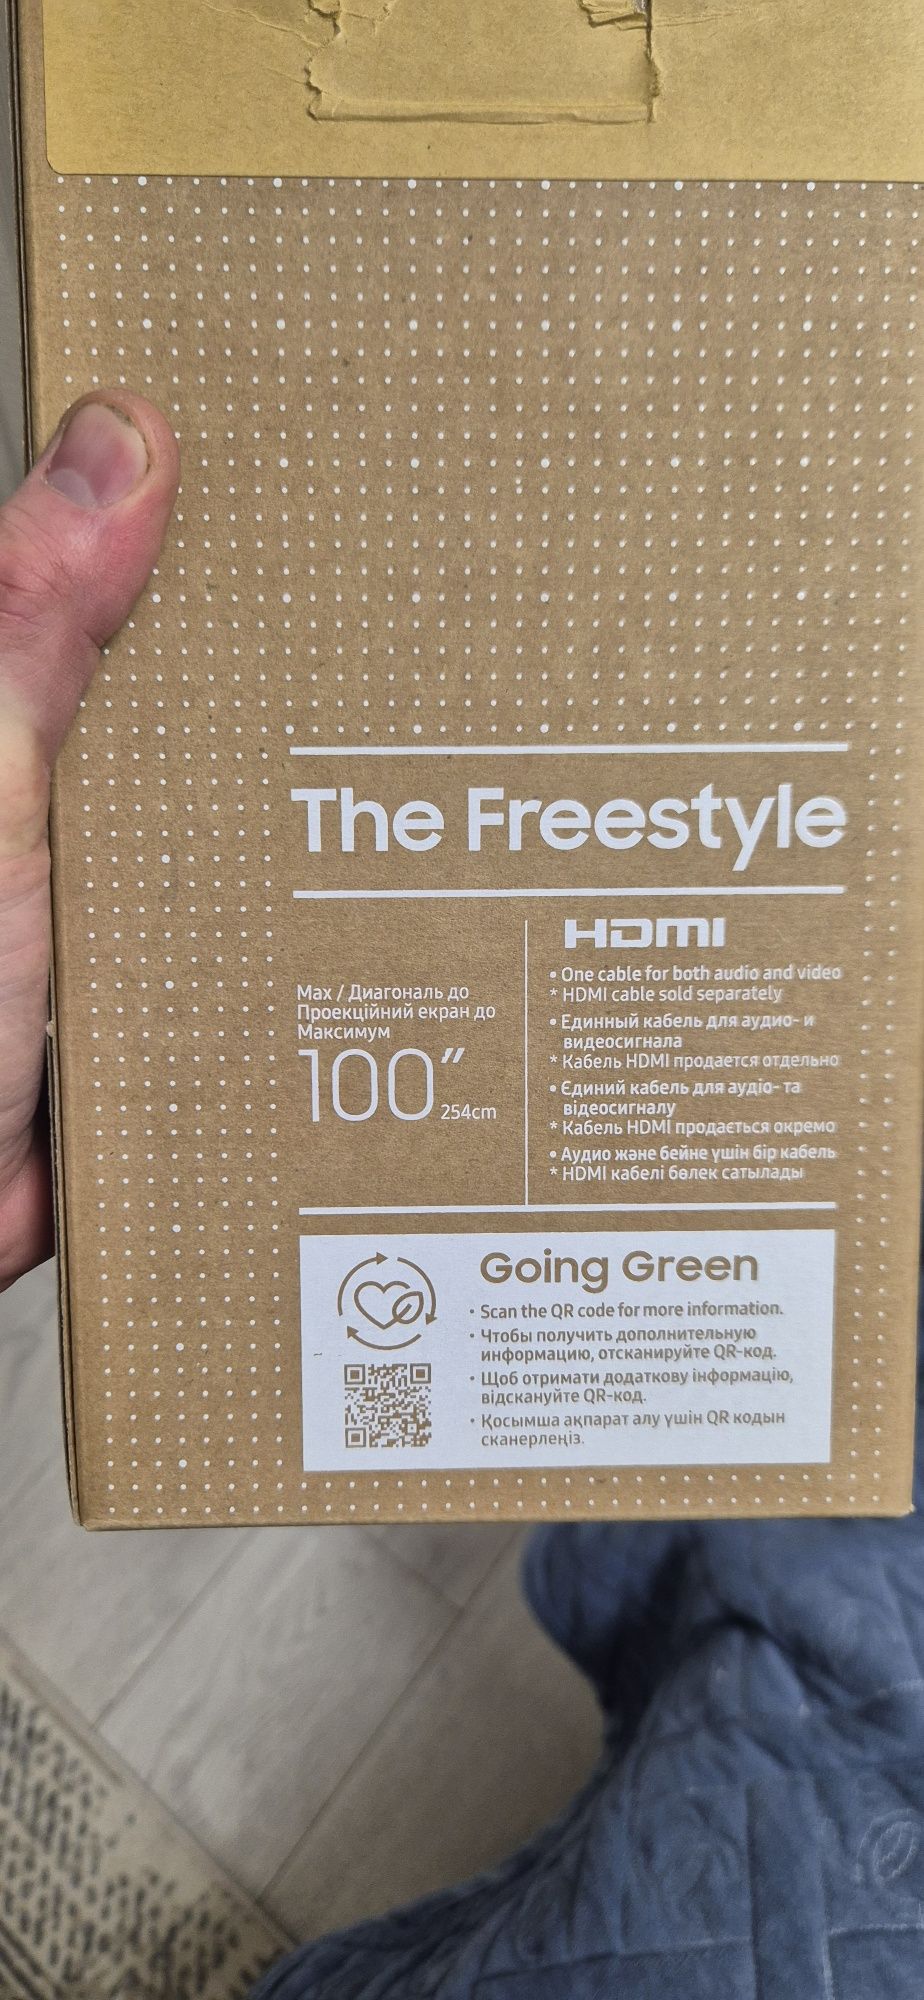 The Freestyle
Max / Диагональ до
Проекційний екран до
Максимум
100" 254cm
HDMI
• One cable for both audio and video
* HDMI cable sold separately
• Единный кабель для аудио- и
видеосигнала
* Кабель HDMI продается отдельно
• Єдиний кабель для аудіо- та
відеосигналу
* Кабель HDMI продається окремо
• Аудио және бейне үшін бір кабель
* HDMI кабелі бөлек сатылады
Going Green
• Scan the QR code for more information.
• Чтобы получить дополнительную
информацию, отсканируйте QR-код.
• Щоб отримати додаткову інформацію,
відскануйте QR-код.
• Қосымша ақпарат алу үшін QR кодын
сканерлеңіз.